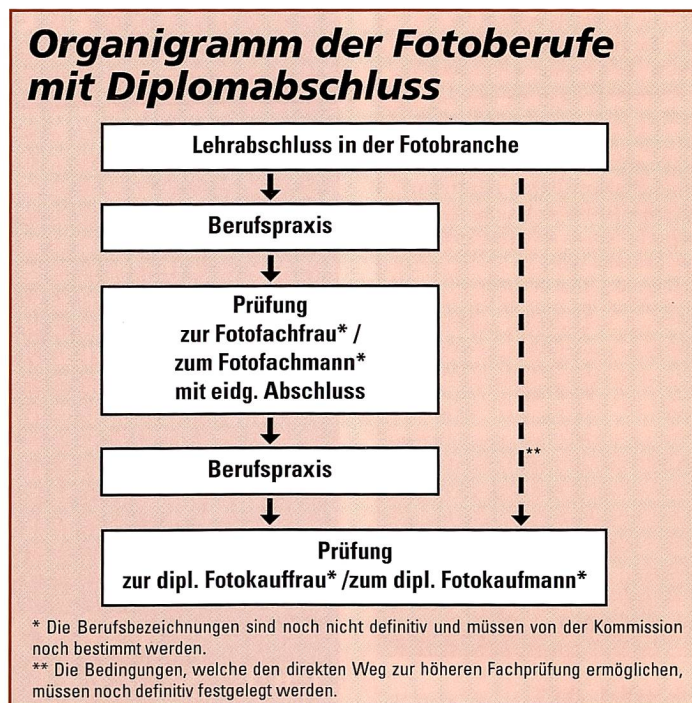 Organigramm der Fotoberufe
mit Diplomabschluss
Lehrabschluss in der Fotobranche
Berufspraxis
Prüfung
zur Fotofachfrau* /
zum Fotofachmann*
mit eidg. Abschluss
Berufspraxis
**
Prüfung
zur dipl. Fotokauffrau* /zum dipl. Fotokaufmann*
* Die Berufsbezeichnungen sind noch nicht definitiv und müssen von der Kommission
noch bestimmt werden.
** Die Bedingungen, welche den direkten Weg zur höheren Fachprüfung ermöglichen,
müssen noch definitiv festgelegt werden.